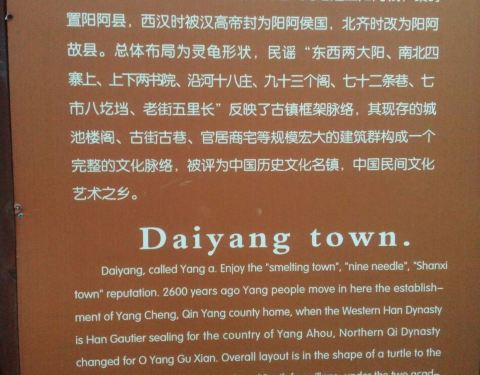 置阳阿县，西汉时被汉高帝封为阳阿侯国，北齐时改为阳阿
故县。总体布局为灵龟形状，民谣“东西两大阳、南北四
寨上、上下两书院、沿河十八庄、九十三个阁、七十二条巷、七
市八圪垱、老街五里长”反映了古镇框架脉络，其现存的城
池楼阁、古街古巷、官居商宅等规模宏大的建筑群构成一个
完整的文化脉络，被评为中国历史文化名镇，中国民间文化
艺术之乡。
Daiyang town.
Daiyang, called Yang a. Enjoy the "smelting town", "nine needle", "Shanxi
town" reputation. 2600 years ago Yang people move in here the establish-
ment of Yang Cheng, Qin Yang county home, when the Western Han Dynasty
is Han Gautier sealing for the country of Yang Ahou, Northern Qi Dynasty
changed for O Yang Gu Xian. Overall layout is in the shape of a turtle to the